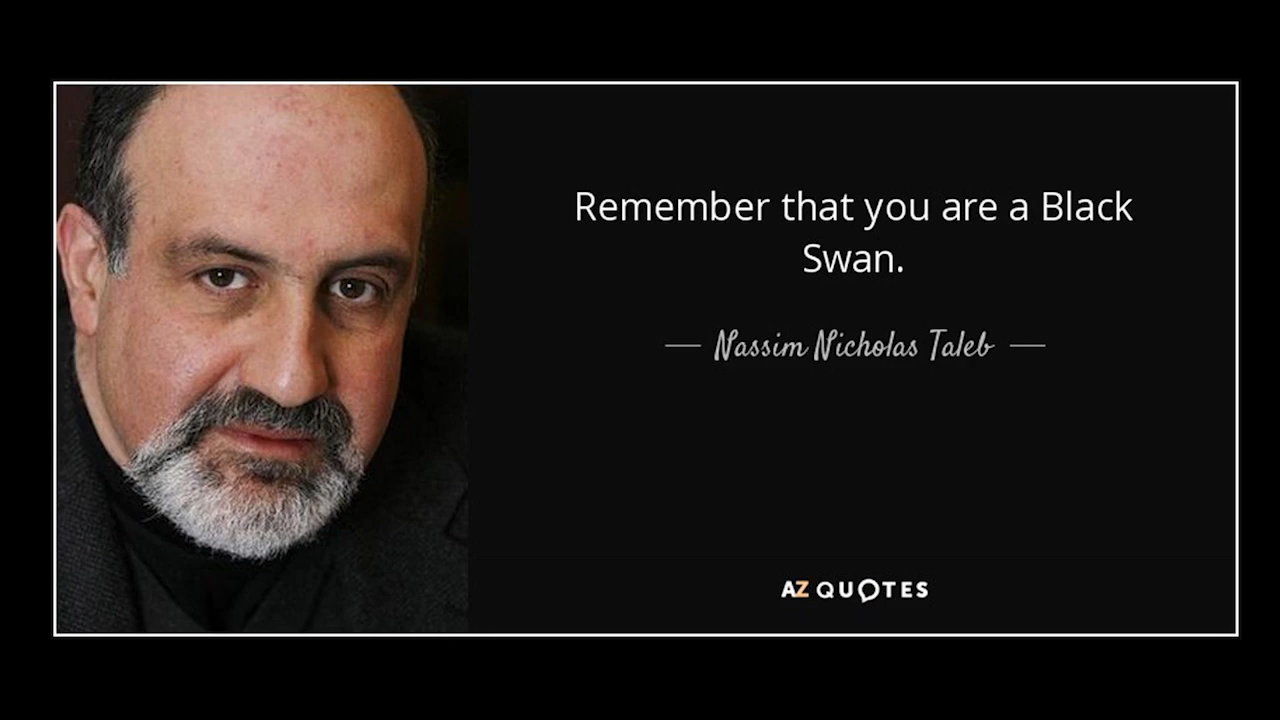 Remember that you are a Black
Swan.
— Nassim Nicholas Taleb —
AZ QUOTES